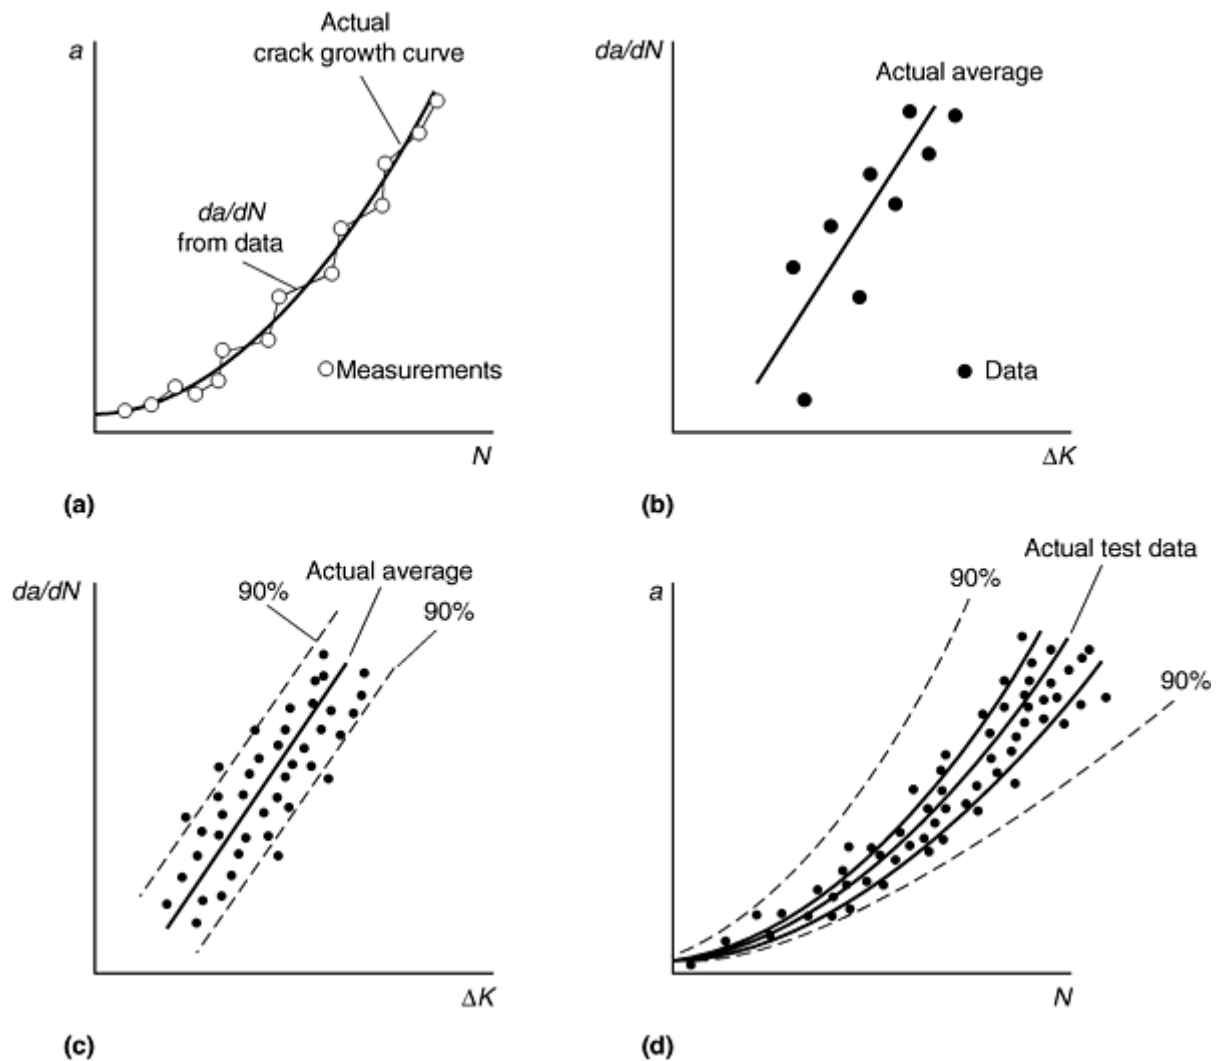 Actual
crack growth curve
a
da/dN
from data
Measurements
N
(a)
da/dN
Actual average
Data
ΔK
(b)
da/dN
Actual average
90%
90%
ΔK
(c)
Actual test data
a
90%
90%
N
(d)